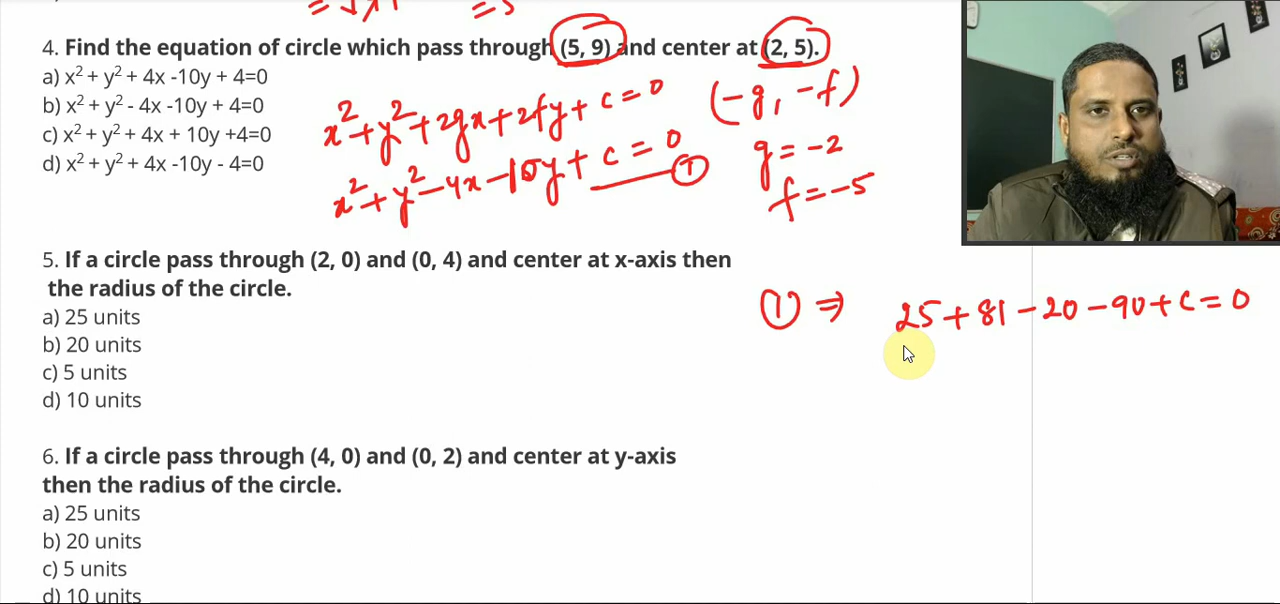 4. Find the equation of circle which pass through (5, 9) and center at (2, 5).
a) x² + y² + 4x -10y + 4=0
b) x² + y² - 4x -10y + 4=0
c) x² + y² + 4x + 10y +4=0
d) x² + y² + 4x -10y - 4=0
x² + y² + 2gx + 2fy + c = 0
(-g, -f)
x² + y² - 4x - 10y + c = 0 ①
g = -2
f = -5
5. If a circle pass through (2, 0) and (0, 4) and center at x-axis then
the radius of the circle.
a) 25 units
b) 20 units
c) 5 units
d) 10 units
① ⇒ 25 + 81 - 20 - 90 + c = 0
6. If a circle pass through (4, 0) and (0, 2) and center at y-axis
then the radius of the circle.
a) 25 units
b) 20 units
c) 5 units
d) 10 units